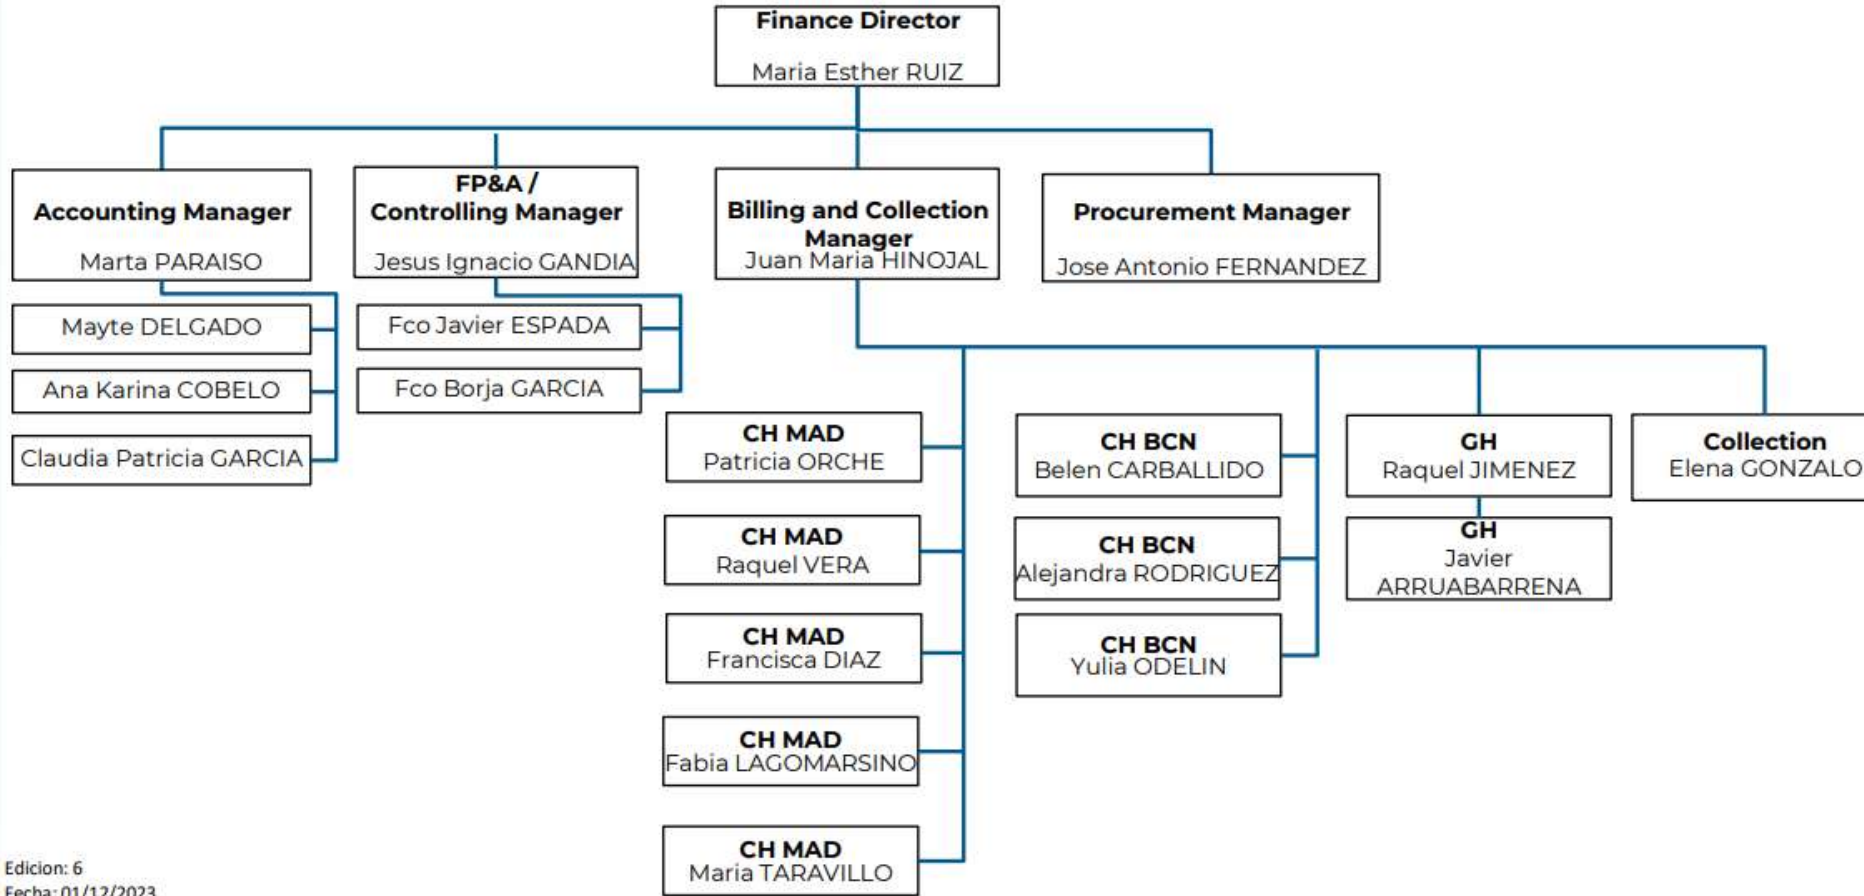 Finance Director
Maria Esther RUIZ
Accounting Manager
Marta PARAISO
FP&A /
Controlling Manager
Jesus Ignacio GANDIA
Billing and Collection
Manager
Juan Maria HINOJAL
Procurement Manager
Jose Antonio FERNANDEZ
Mayte DELGADO
Ana Karina COBELO
Claudia Patricia GARCIA
Fco Javier ESPADA
Fco Borja GARCIA
CH MAD
Patricia ORCHE
CH MAD
Raquel VERA
CH MAD
Francisca DIAZ
CH MAD
Fabia LAGOMARSINO
CH MAD
Maria TARAVILLO
CH BCN
Belen CARBALLIDO
CH BCN
Alejandra RODRIGUEZ
CH BCN
Yulia ODELIN
GH
Raquel JIMENEZ
GH
Javier
ARRUABARRENA
Collection
Elena GONZALO
Edicion: 6
Fecha: 01/12/2023